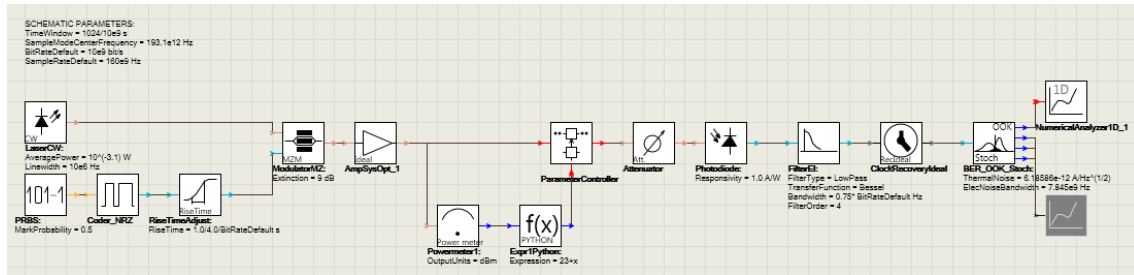 SCHEMATIC PARAMETERS:
TimeWindow = 1024/10e9 s
SampleModeCenterFrequency = 193.1e12 Hz
BitRateDefault = 10e9 bit/s
SampleRateDefault = 160e9 Hz
CW
LaserCW:
AveragePower = 10^(-3.1) W
Linewidth = 10e6 Hz
101-1
PRBS:
MarkProbability = 0.5
Coder_NRZ
RiseTime
RiseTimeAdjust:
RiseTime = 1.0/4.0/BitRateDefault s
MZM
ModulatorMZ:
Extinction = 9 dB
ideal
AmpSysOpt_1
Power meter
Powermeter1:
OutputUnits = dBm
f(x)
PYTHON
Expr1Python:
Expression = 23+x
ParameterController
Att.
Attenuator
Photodiode:
Responsivity = 1.0 A/W
FilterEl:
FilterType = LowPass
TransferFunction = Bessel
Bandwidth = 0.75* BitRateDefault Hz
FilterOrder = 4
Rec Ideal
ClockRecoveryIdeal
OOK
Stoch
BER_OOK_Stoch:
ThermalNoise = 6.18586e-12 A/Hz^(1/2)
ElecNoiseBandwidth = 7.845e9 Hz
1D
NumericalAnalyzer1D_1